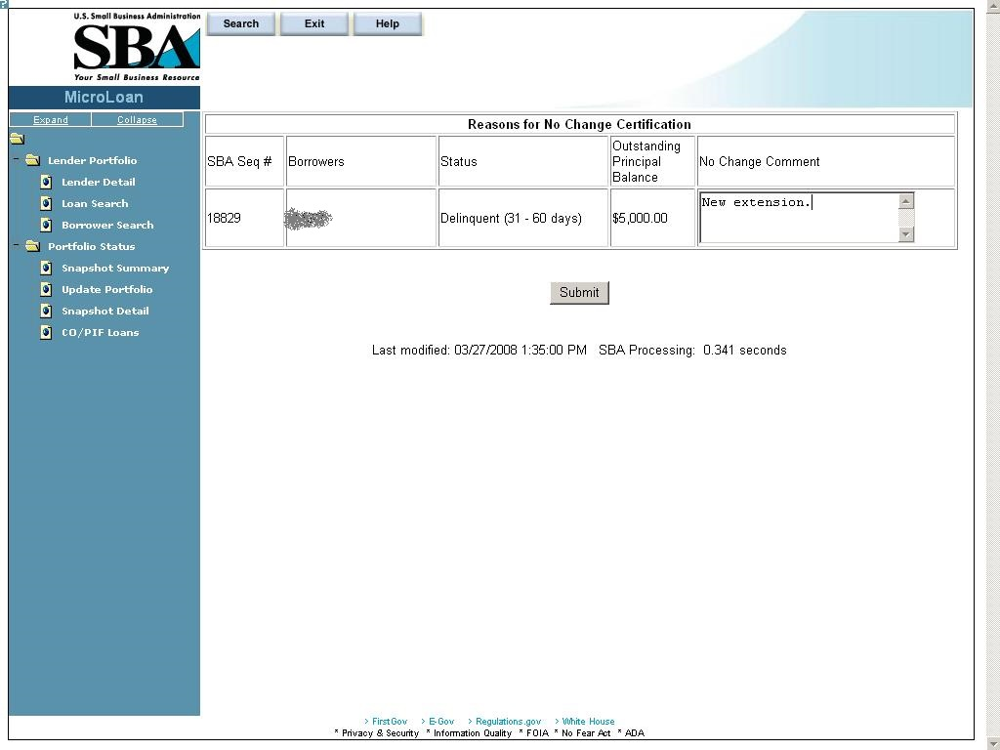 U.S. Small Business Administration
SBA
Your Small Business Resource
Search Exit Help
MicroLoan
Expand Collapse
Lender Portfolio
Lender Detail
Loan Search
Borrower Search
Portfolio Status
Snapshot Summary
Update Portfolio
Snapshot Detail
CO/PIF Loans
Reasons for No Change Certification
SBA Seq # Borrowers Status Outstanding Principal Balance No Change Comment
18829 Delinquent (31 - 60 days) $5,000.00 New extension.
Submit
Last modified: 03/27/2008 1:35:00 PM SBA Processing: 0.341 seconds
> FirstGov > E-Gov > Regulations.gov > White House
* Privacy & Security * Information Quality * FOIA * No Fear Act * ADA